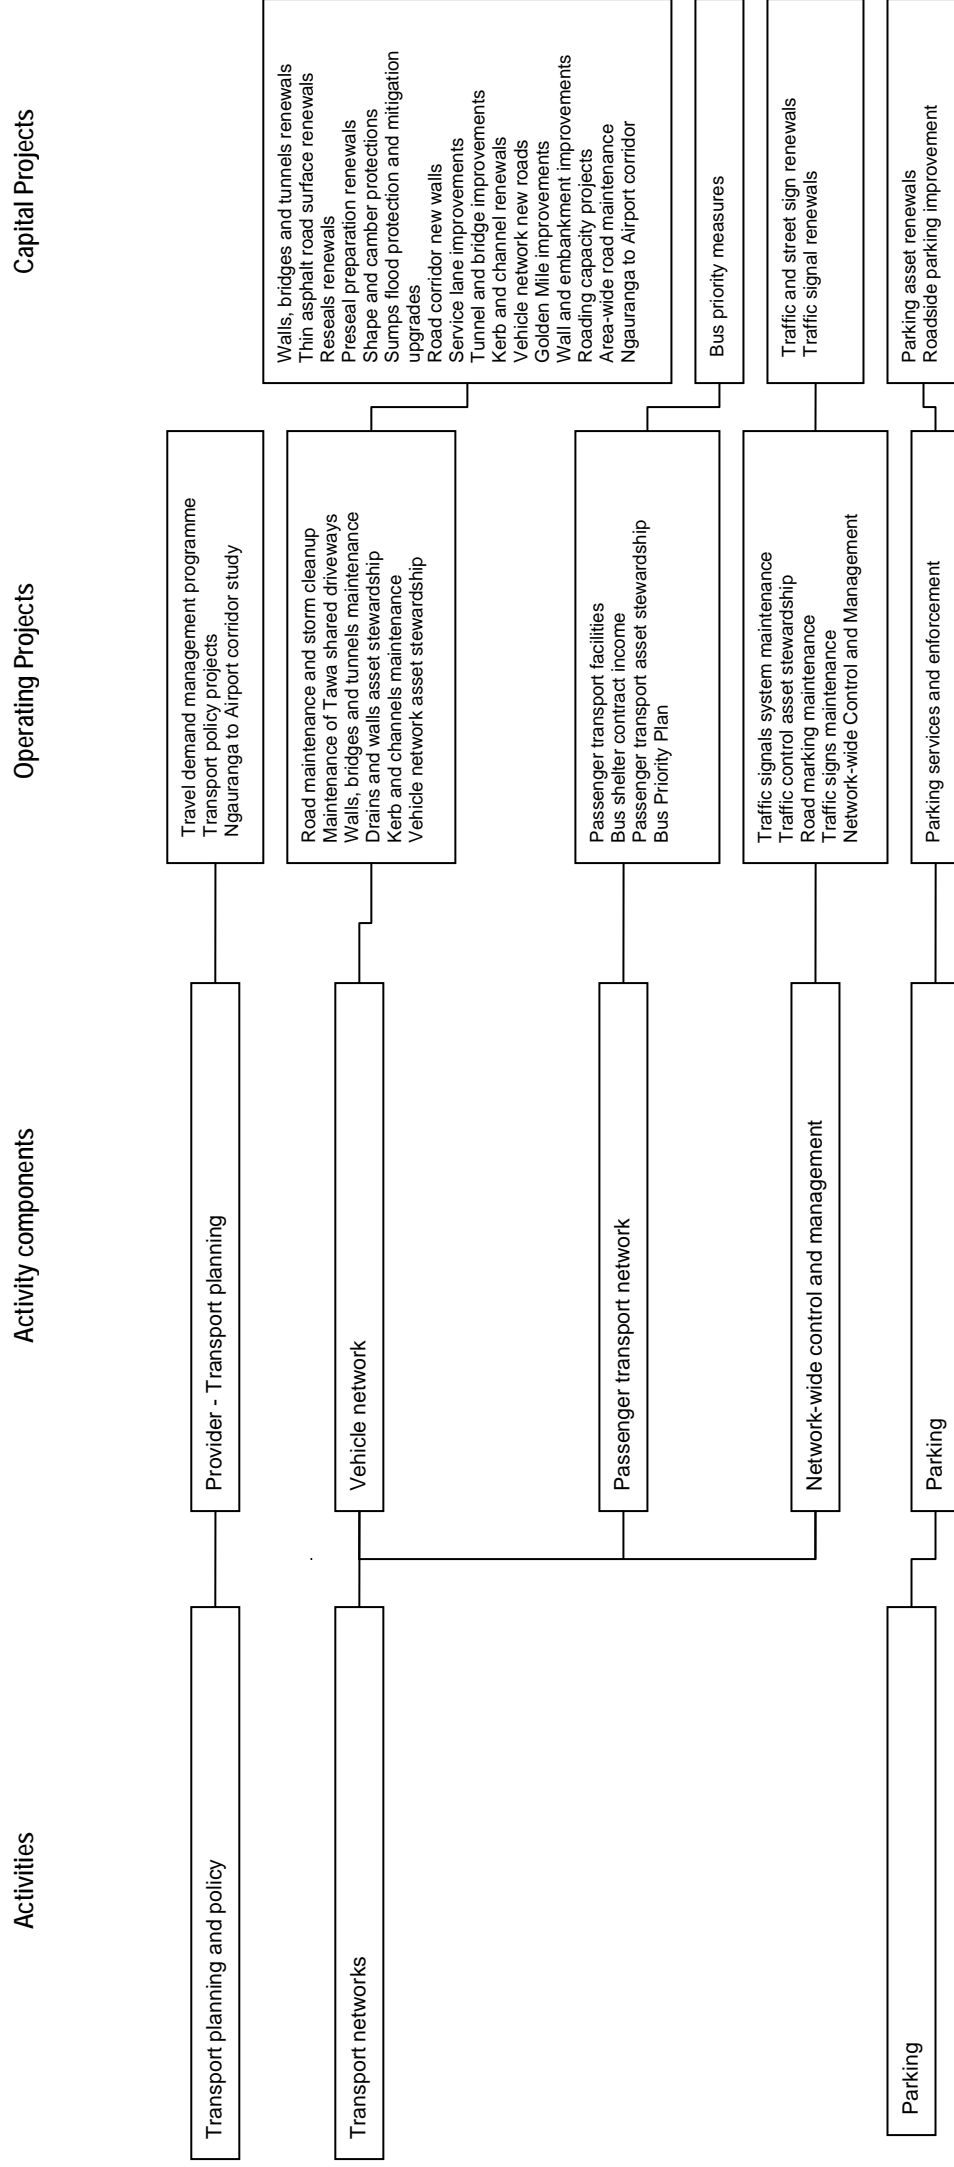 Activities
Activity components
Operating Projects
Capital Projects
Transport planning and policy
Provider - Transport planning
Travel demand management programme
Transport policy projects
Ngauranga to Airport corridor study
Transport networks
Vehicle network
Road maintenance and storm cleanup
Maintenance of Tawa shared driveways
Walls, bridges and tunnels maintenance
Drains and walls asset stewardship
Kerb and channels maintenance
Vehicle network asset stewardship
Walls, bridges and tunnels renewals
Thin asphalt road surface renewals
Reseals renewals
Preseal preparation renewals
Shape and camber protections
Sumps flood protection and mitigation
upgrades
Road corridor new walls
Service lane improvements
Tunnel and bridge improvements
Kerb and channel renewals
Vehicle network new roads
Golden Mile improvements
Wall and embankment improvements
Roading capacity projects
Area-wide road maintenance
Ngauranga to Airport corridor
Passenger transport network
Passenger transport facilities
Bus shelter contract income
Passenger transport asset stewardship
Bus Priority Plan
Bus priority measures
Network-wide control and management
Traffic signals system maintenance
Traffic control asset stewardship
Road marking maintenance
Traffic signs maintenance
Network-wide Control and Management
Traffic and street sign renewals
Traffic signal renewals
Parking
Parking
Parking services and enforcement
Parking asset renewals
Roadside parking improvement